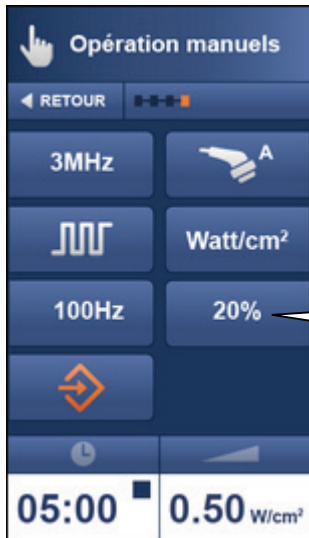 Opération manuels
RETOUR
3MHz
A
Watt/cm²
100Hz
20%
05:00
0.50 W/cm²